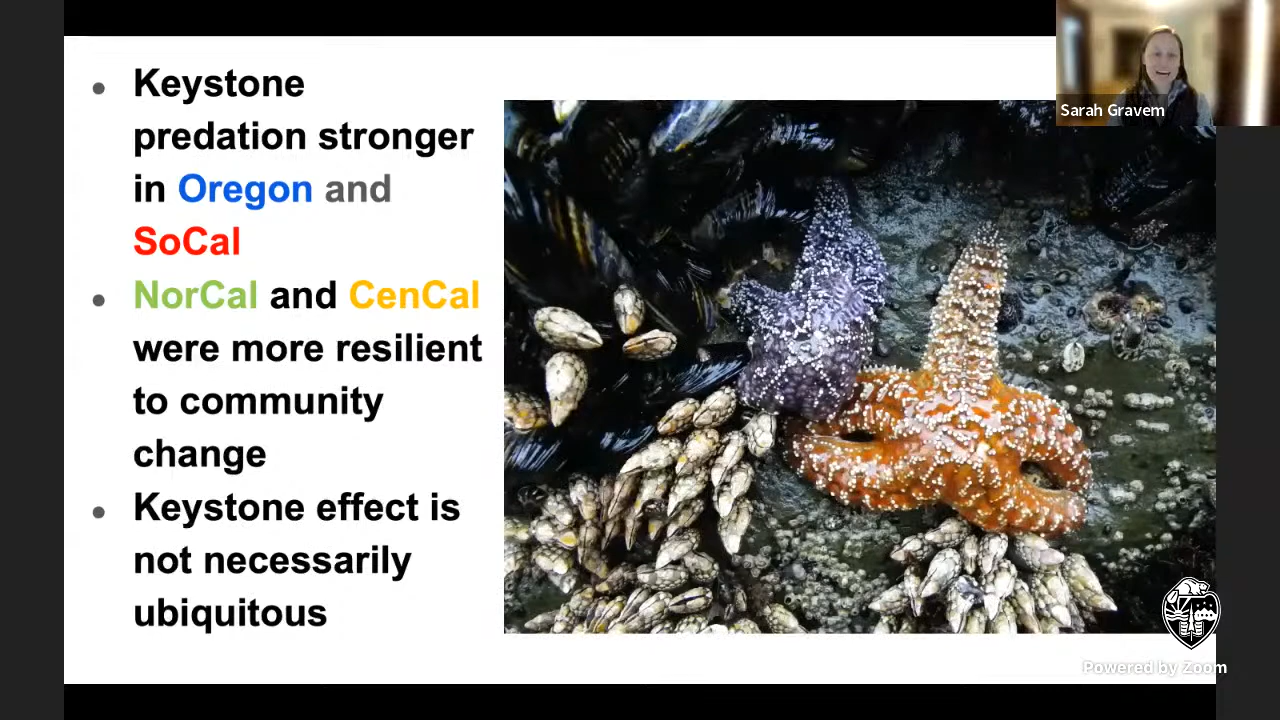 Keystone
predation stronger
in Oregon and
SoCal
NorCal and CenCal
were more resilient
to community
change
Keystone effect is
not necessarily
ubiquitous
Sarah Gravem
Powered by Zoom